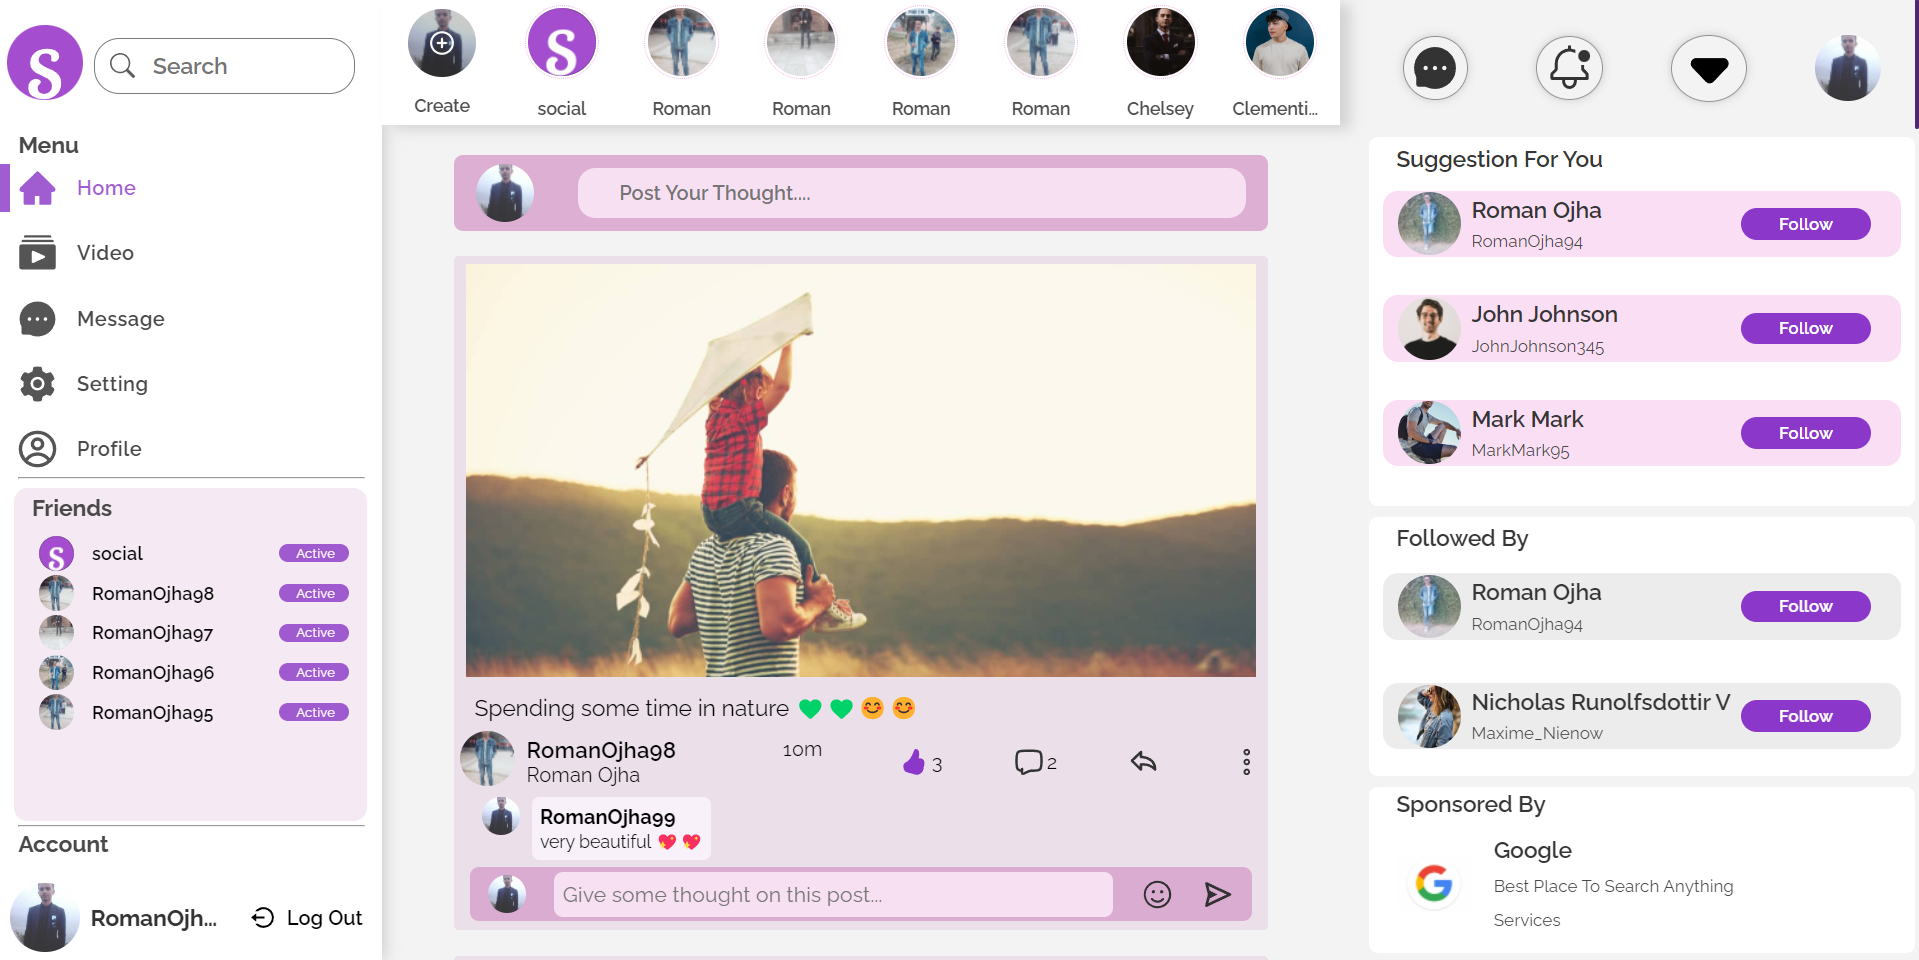 S
Search
Menu
Home
Video
Message
Setting
Profile
Friends
S social Active
RomanOjha98 Active
RomanOjha97 Active
RomanOjha96 Active
RomanOjha95 Active
Account
RomanOjh... Log Out
S
Create social Roman Roman Roman Roman Chelsey Clementi...
Post Your Thought....
Spending some time in nature 💚 💚 😊 😊
RomanOjha98 10m
Roman Ojha 3 2
RomanOjha99
very beautiful 💖 💖
Give some thought on this post...
Suggestion For You
Roman Ojha
RomanOjha94 Follow
John Johnson
JohnJohnson345 Follow
Mark Mark
MarkMark95 Follow
Followed By
Roman Ojha
RomanOjha94 Follow
Nicholas Runolfsdottir V
Maxime_Nienow Follow
Sponsored By
Google
G
Best Place To Search Anything
Services